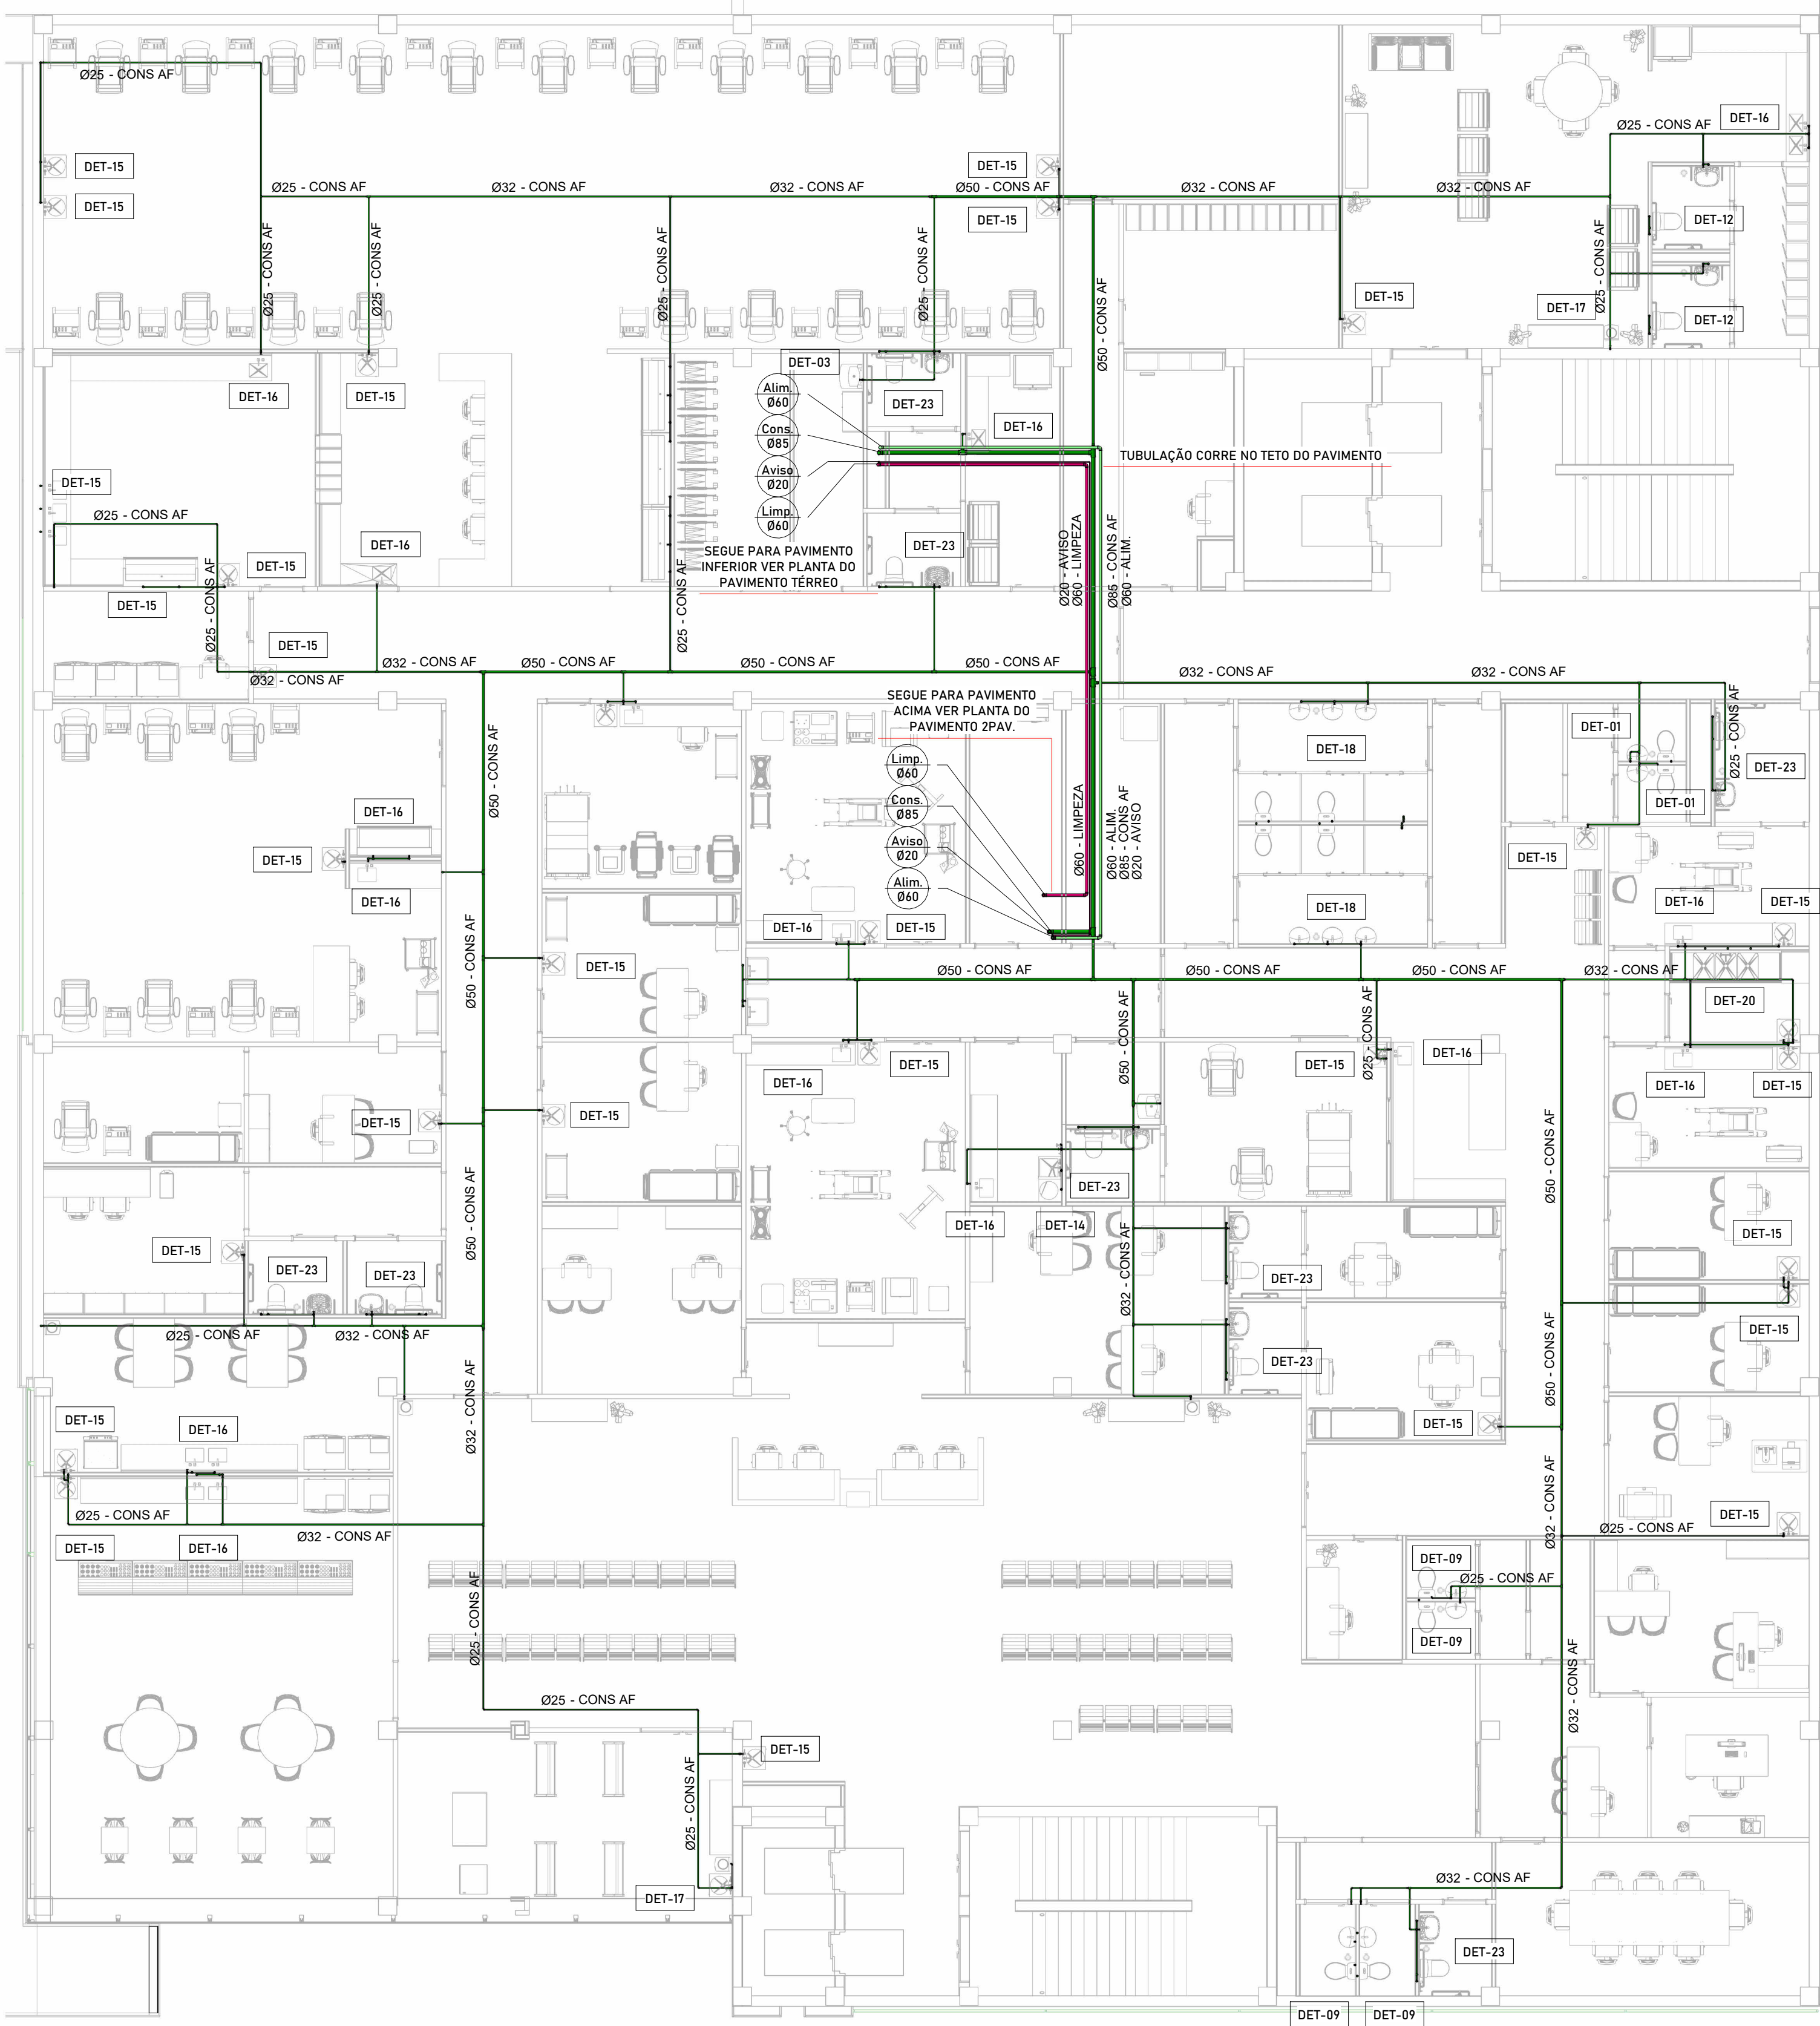 Ø25 - CONS AF
Ø25 - CONS AF
DET-16
DET-15
DET-15
DET-15
DET-15
Ø25 - CONS AF
Ø32 - CONS AF
Ø32 - CONS AF
Ø50 - CONS AF
Ø32 - CONS AF
Ø32 - CONS AF
DET-12
Ø25 - CONS AF
Ø25 - CONS AF
Ø25 - CONS AF
Ø25 - CONS AF
Ø50 - CONS AF
Ø25 - CONS AF
DET-15
DET-17
DET-12
DET-03
DET-16
DET-15
Alim.
Ø60
DET-23
DET-16
Cons.
Ø85
TUBULAÇÃO CORRE NO TETO DO PAVIMENTO
Aviso
Ø20
DET-15
Limp.
Ø60
Ø25 - CONS AF
DET-16
DET-23
SEGUE PARA PAVIMENTO
INFERIOR VER PLANTA DO
PAVIMENTO TÉRREO
DET-15
DET-15
Ø25 - CONS AF
Ø25 - CONS AF
Ø20 - AVISO
Ø60 - LIMPEZA
Ø85 - CONS AF
Ø60 - ALIM.
DET-15
Ø32 - CONS AF
Ø50 - CONS AF
Ø50 - CONS AF
Ø50 - CONS AF
Ø32 - CONS AF
Ø32 - CONS AF
Ø32 - CONS AF
SEGUE PARA PAVIMENTO
ACIMA VER PLANTA DO
PAVIMENTO 2PAV.
DET-01
Ø25 - CONS AF
DET-18
DET-23
Limp.
Ø60
Ø50 - CONS AF
Cons.
Ø85
DET-01
DET-16
Aviso
Ø20
Ø60 - LIMPEZA
Ø60 - ALIM.
Ø85 - CONS AF
Ø20 - AVISO
DET-15
DET-15
Alim.
Ø60
DET-16
DET-18
DET-16
DET-15
DET-16
DET-15
Ø50 - CONS AF
DET-15
Ø50 - CONS AF
Ø50 - CONS AF
Ø50 - CONS AF
Ø32 - CONS AF
DET-20
Ø50 - CONS AF
Ø25 - CONS AF
DET-15
DET-16
DET-15
DET-16
DET-16
DET-15
DET-15
DET-15
Ø50 - CONS AF
Ø50 - CONS AF
DET-23
DET-16
DET-14
DET-15
DET-15
DET-23
DET-23
Ø32 - CONS AF
DET-23
Ø25 - CONS AF
Ø32 - CONS AF
DET-15
DET-23
Ø50 - CONS AF
Ø32 - CONS AF
DET-15
DET-16
DET-15
Ø25 - CONS AF
Ø32 - CONS AF
Ø32 - CONS AF
DET-15
Ø25 - CONS AF
DET-15
DET-16
DET-09
Ø25 - CONS AF
Ø25 - CONS AF
DET-09
Ø32 - CONS AF
Ø25 - CONS AF
DET-15
Ø25 - CONS AF
Ø32 - CONS AF
DET-17
DET-23
DET-09
DET-09